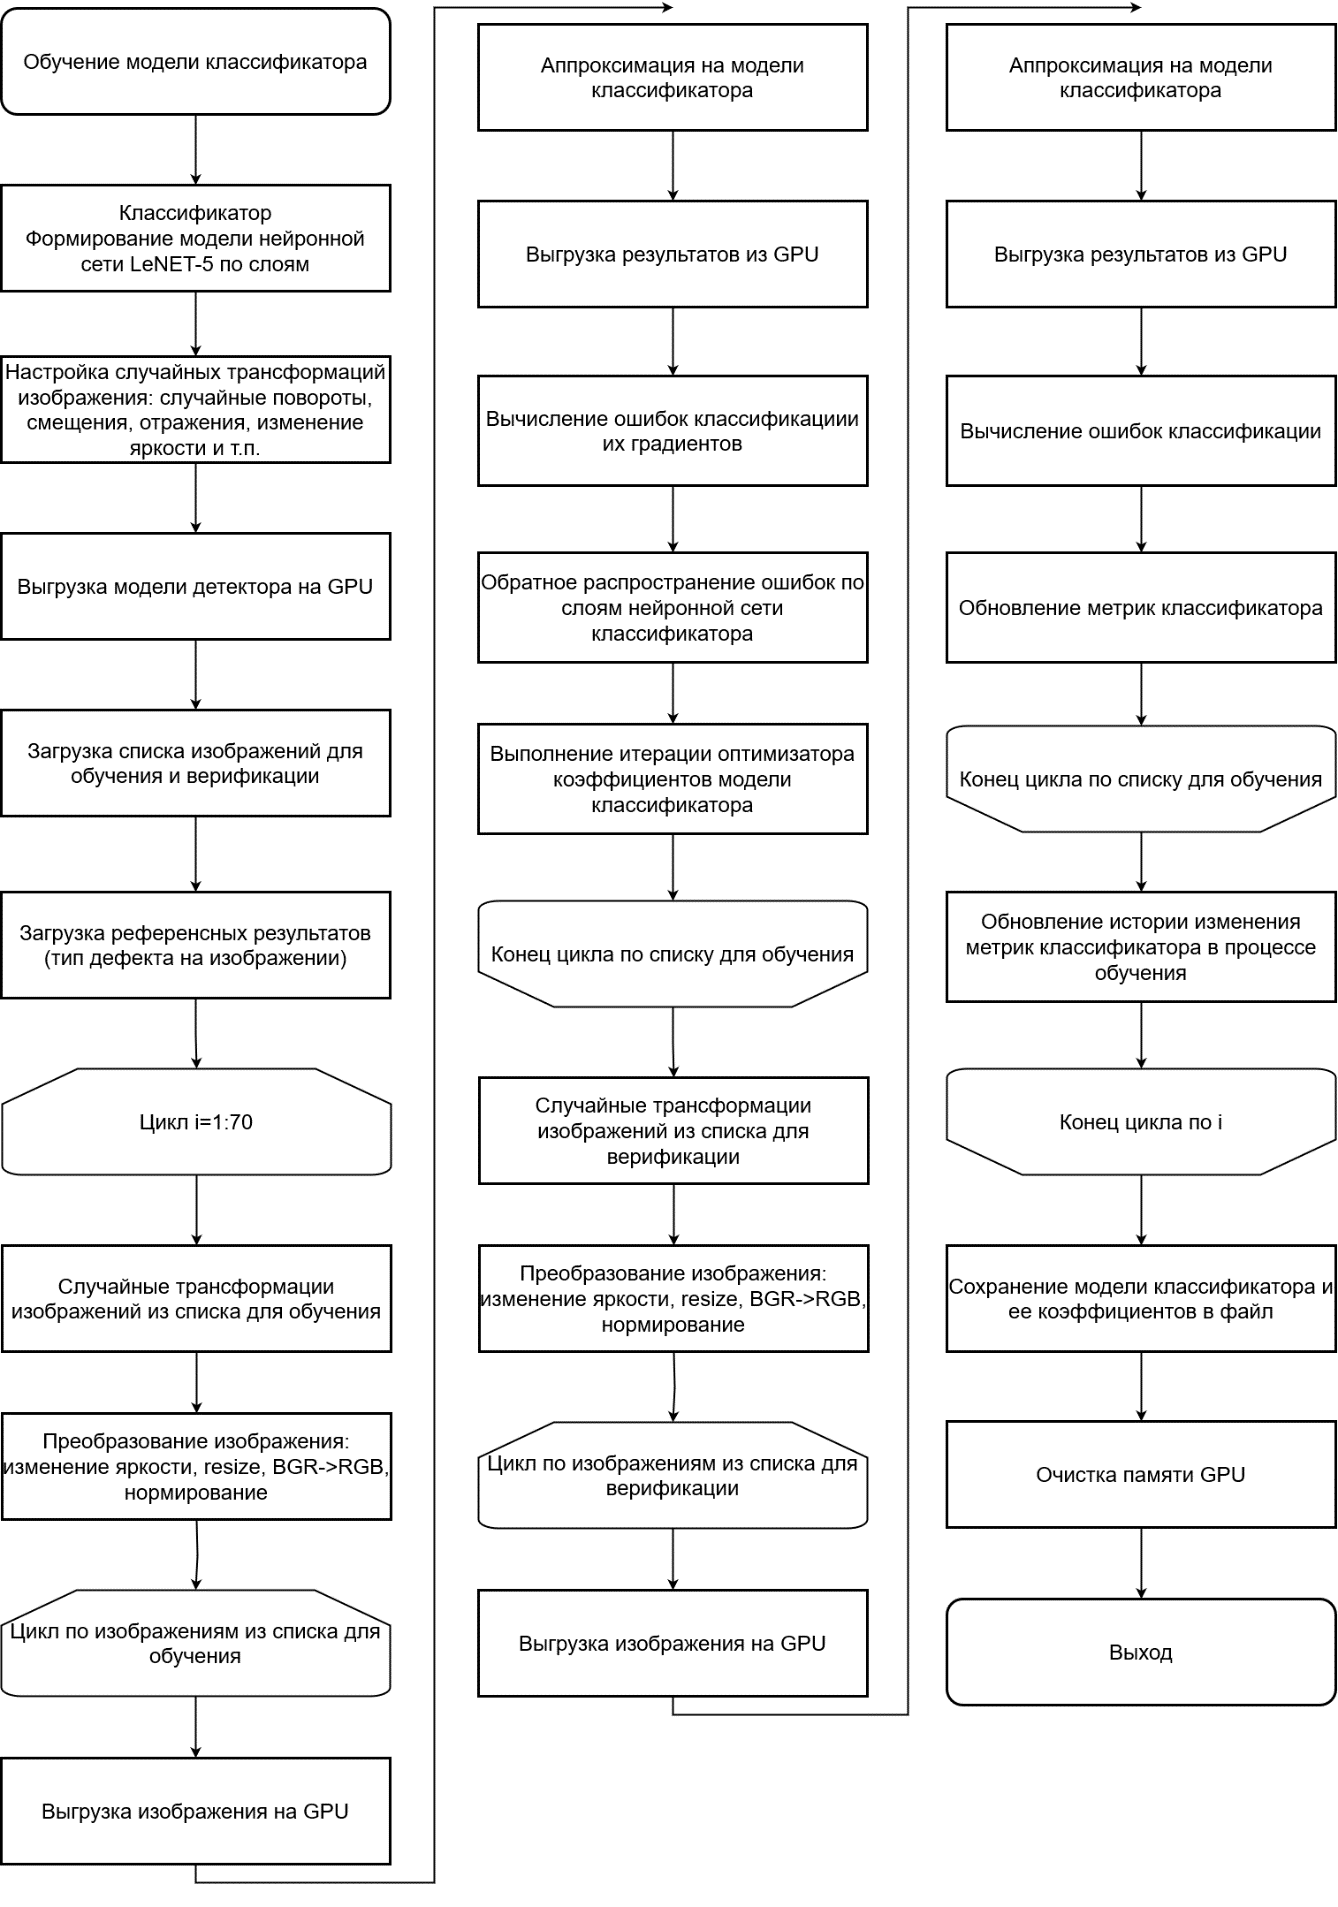 Обучение модели классификатора
Классификатор
Формирование модели нейронной
сети LeNET-5 по слоям
Настройка случайных трансформаций
изображения: случайные повороты,
смещения, отражения, изменение
яркости и т.п.
Выгрузка модели детектора на GPU
Загрузка списка изображений для
обучения и верификации
Загрузка референсных результатов
(тип дефекта на изображении)
Цикл i=1:70
Случайные трансформации
изображений из списка для обучения
Преобразование изображения:
изменение яркости, resize, BGR->RGB,
нормирование
Цикл по изображениям из списка для
обучения
Выгрузка изображения на GPU
Аппроксимация на модели
классификатора
Выгрузка результатов из GPU
Вычисление ошибок классификациии
их градиентов
Обратное распространение ошибок по
слоям нейронной сети
классификатора
Выполнение итерации оптимизатора
коэффициентов модели
классификатора
Конец цикла по списку для обучения
Случайные трансформации
изображений из списка для
верификации
Преобразование изображения:
изменение яркости, resize, BGR->RGB,
нормирование
Цикл по изображениям из списка для
верификации
Выгрузка изображения на GPU
Аппроксимация на модели
классификатора
Выгрузка результатов из GPU
Вычисление ошибок классификации
Обновление метрик классификатора
Конец цикла по списку для обучения
Обновление истории изменения
метрик классификатора в процессе
обучения
Конец цикла по i
Сохранение модели классификатора и
ее коэффициентов в файл
Очистка памяти GPU
Выход